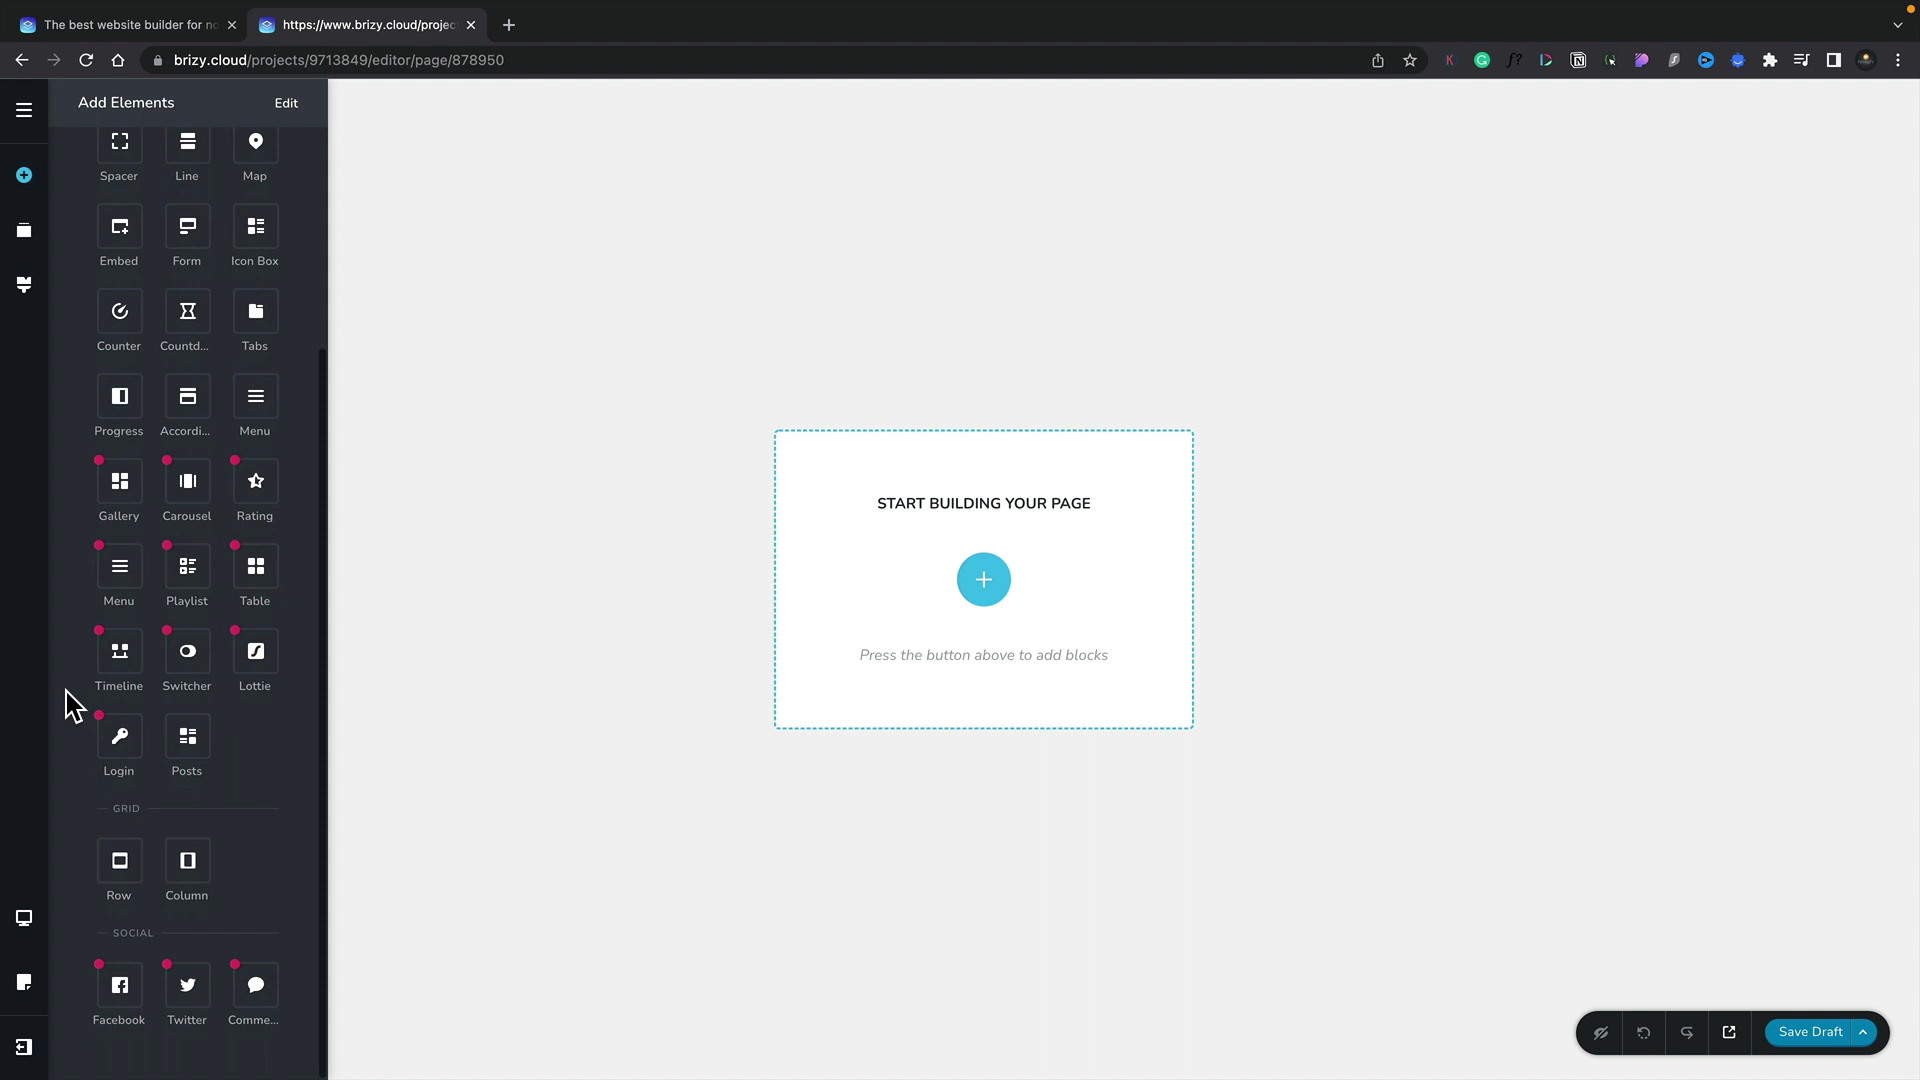 The best website builder for no
https://www.brizy.cloud/projec
brizy.cloud/projects/9713849/editor/page/878950
Add Elements
Edit
Spacer
Line
Map
Embed
Form
Icon Box
Counter
Countd...
Tabs
Progress
Accordi...
Menu
Gallery
Carousel
Rating
Menu
Playlist
Table
Timeline
Switcher
Lottie
Login
Posts
GRID
Row
Column
SOCIAL
Facebook
Twitter
Comme...
START BUILDING YOUR PAGE
Press the button above to add blocks
Save Draft